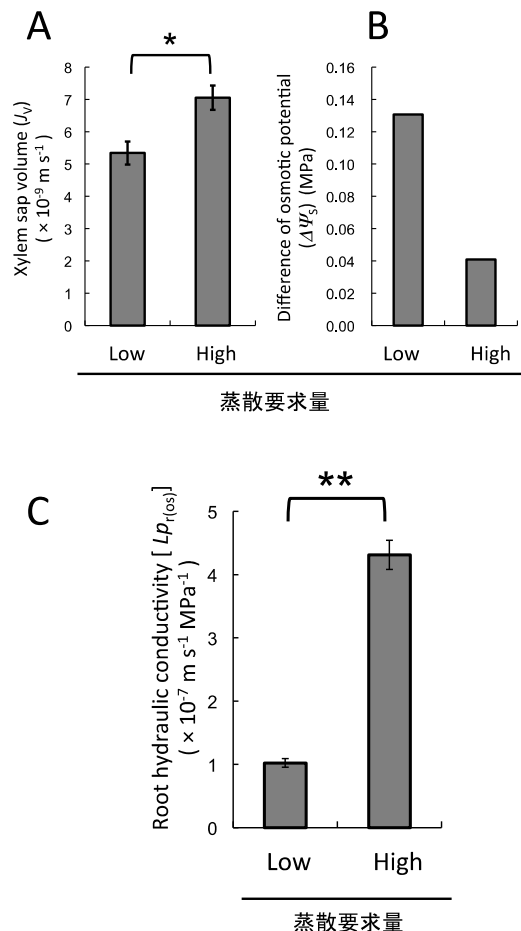 A
*
Xylem sap volume (Jv)
( × 10-9 m s-1 )
8
7
6
5
4
3
2
1
0
Low
High
B
Difference of osmotic potential
(ΔΨs) (MPa)
0.16
0.14
0.12
0.10
0.08
0.06
0.04
0.02
0.00
Low
High
蒸散要求量
C
**
Root hydraulic conductivity [ Lpr(os)]
( × 10-7 m s-1 MPa-1 )
5
4
3
2
1
0
Low
High
蒸散要求量